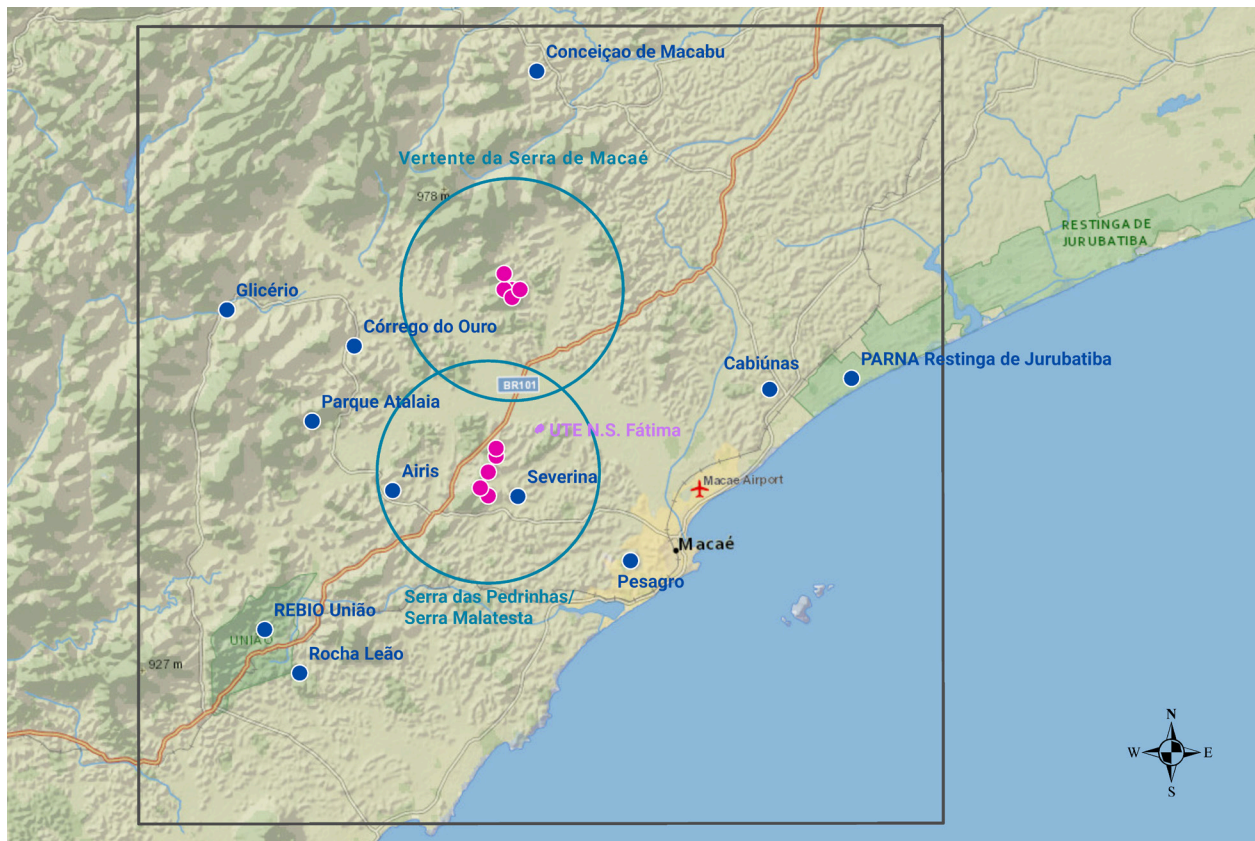 Conceiçao de Macabu
Vertente da Serra de Macaé
978 m
RESTINGA DE
JURUBATIBA
Glicério
Córrego do Ouro
Cabiúnas
PARNA Restinga de Jurubatiba
BR101
Parque Atalaia
UTE N.S. Fátima
Airis
Severina
Macae Airport
Macaé
Pesagro
Serra das Pedrinhas/
Serra Malatesta
REBIO União
UNIÃO
Rocha Leão
927 m
N
W
E
S